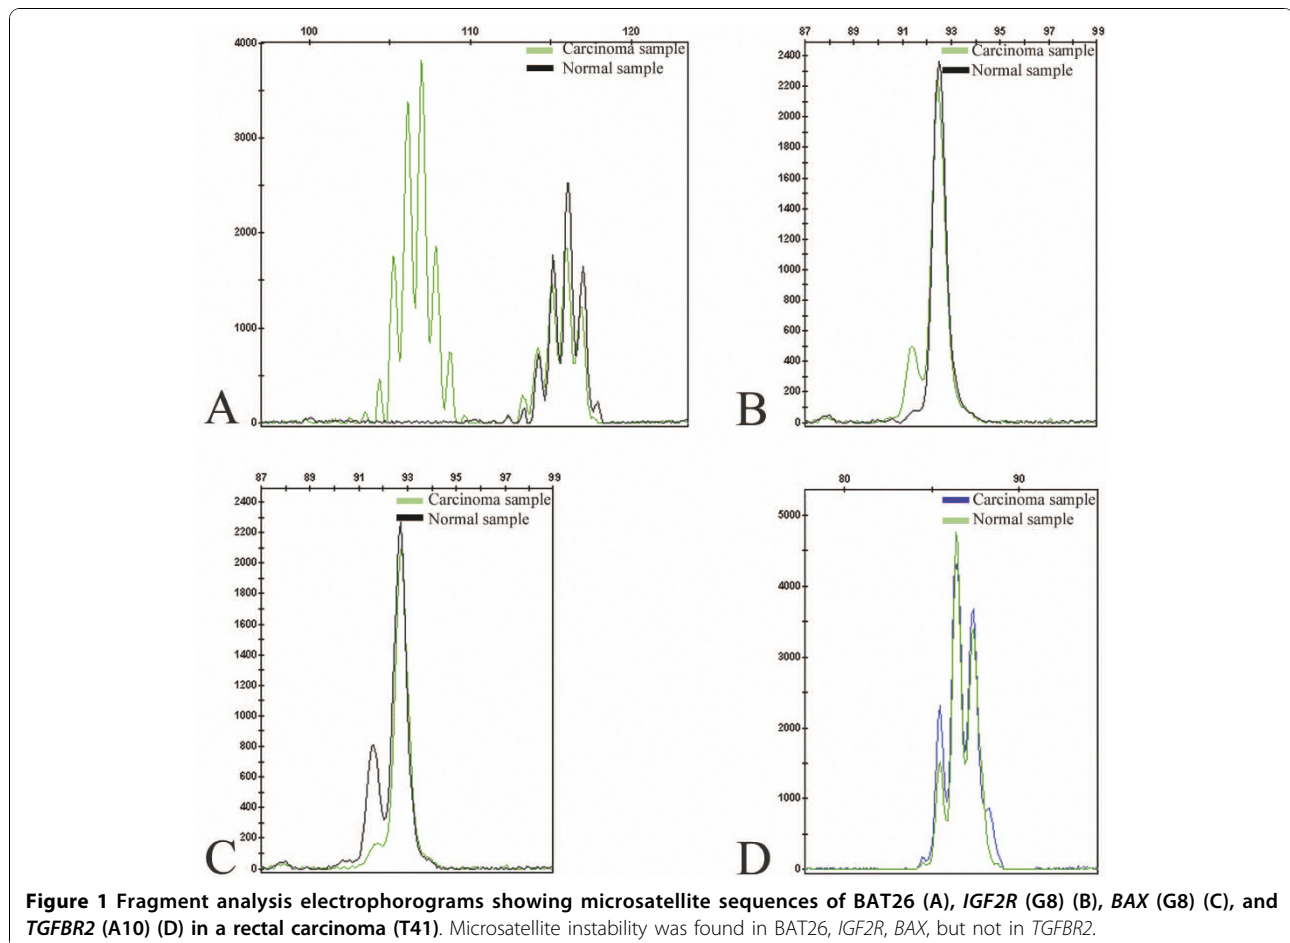 100 110 120
4000
3000
2000
1000
0
Carcinoma sample
Normal sample
A
87 89 91 93 95 97 99
2400
2200
2000
1800
1600
1400
1200
1000
800
600
400
200
0
Carcinoma sample
Normal sample
B
87 89 91 93 95 97 99
2400
2200
2000
1800
1600
1400
1200
1000
800
600
400
200
0
Carcinoma sample
Normal sample
C
80 90
5000
4000
3000
2000
1000
0
Carcinoma sample
Normal sample
D
Figure 1 Fragment analysis electrophorograms showing microsatellite sequences of BAT26 (A), IGF2R (G8) (B), BAX (G8) (C), and
TGFBR2 (A10) (D) in a rectal carcinoma (T41). Microsatellite instability was found in BAT26, IGF2R, BAX, but not in TGFBR2.